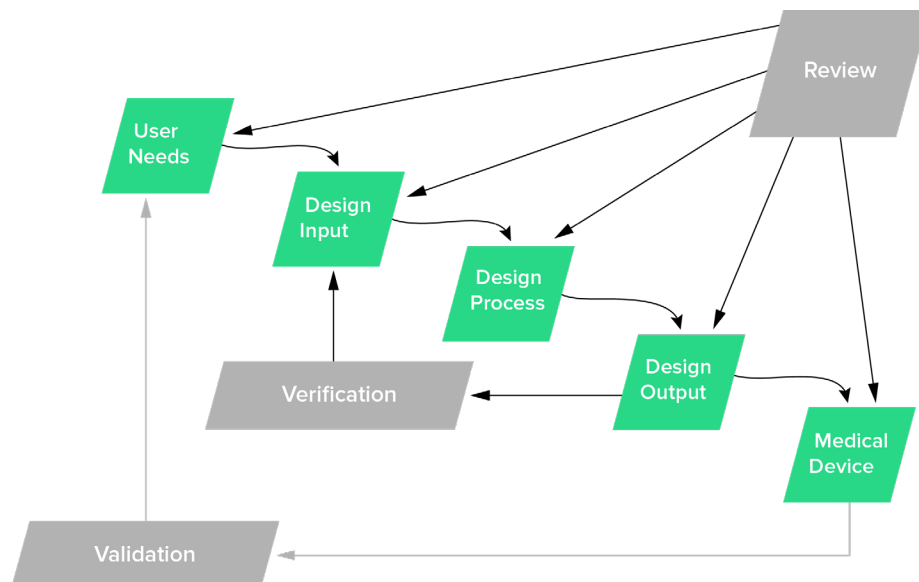 Review
User
Needs
Design
Input
Design
Process
Design
Output
Verification
Medical
Device
Validation